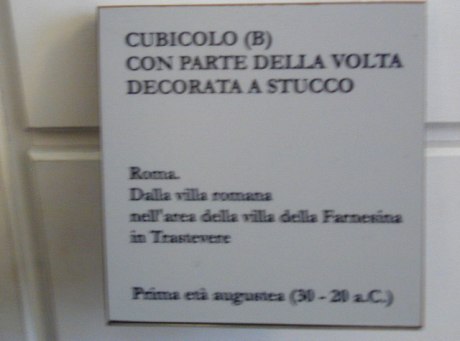 CUBICOLO (B)
CON PARTE DELLA VOLTA
DECORATA A STUCCO
Roma.
Dalla villa romana
nell'area della villa della Farnesina
in Trastevere
Prima età augustea (30 - 20 a.C.)